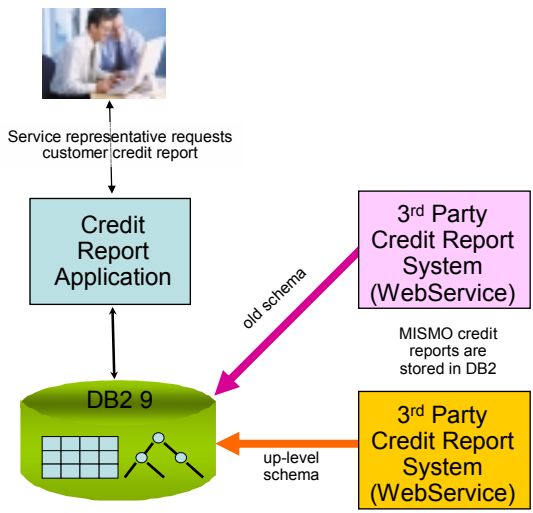 Service representative requests
customer credit report
Credit
Report
Application
3rd Party
Credit Report
System
(WebService)
old schema
MISMO credit
reports are
stored in DB2
DB2 9
up-level
schema
3rd Party
Credit Report
System
(WebService)